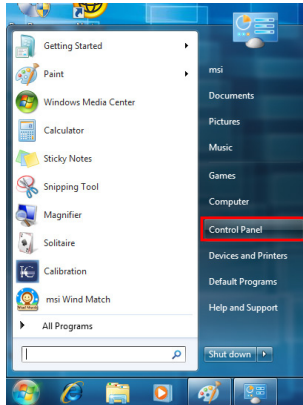 Getting Started
Paint
Windows Media Center
Calculator
Sticky Notes
Snipping Tool
Magnifier
Solitaire
Calibration
msi Wind Match
All Programs
msi
Documents
Pictures
Music
Games
Computer
Control Panel
Devices and Printers
Default Programs
Help and Support
Shut down